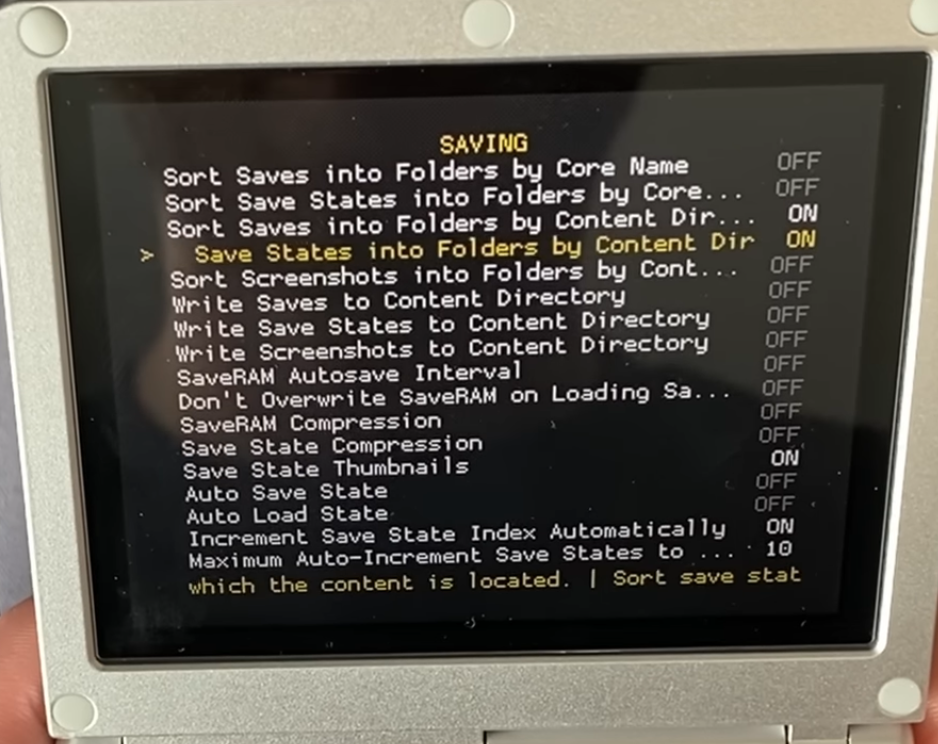 SAVING
Sort Saves into Folders by Core Name OFF
Sort Save States into Folders by Core... OFF
Sort Saves into Folders by Content Dir... ON
> Save States into Folders by Content Dir ON
Sort Screenshots into Folders by Cont... OFF
Write Saves to Content Directory OFF
Write Save States to Content Directory OFF
Write Screenshots to Content Directory OFF
SaveRAM Autosave Interval OFF
Don't Overwrite SaveRAM on Loading Sa... OFF
SaveRAM Compression OFF
Save State Compression OFF
Save State Thumbnails ON
Auto Save State OFF
Auto Load State OFF
Increment Save State Index Automatically ON
Maximum Auto-Increment Save States to ... 10
which the content is located. | Sort save stat